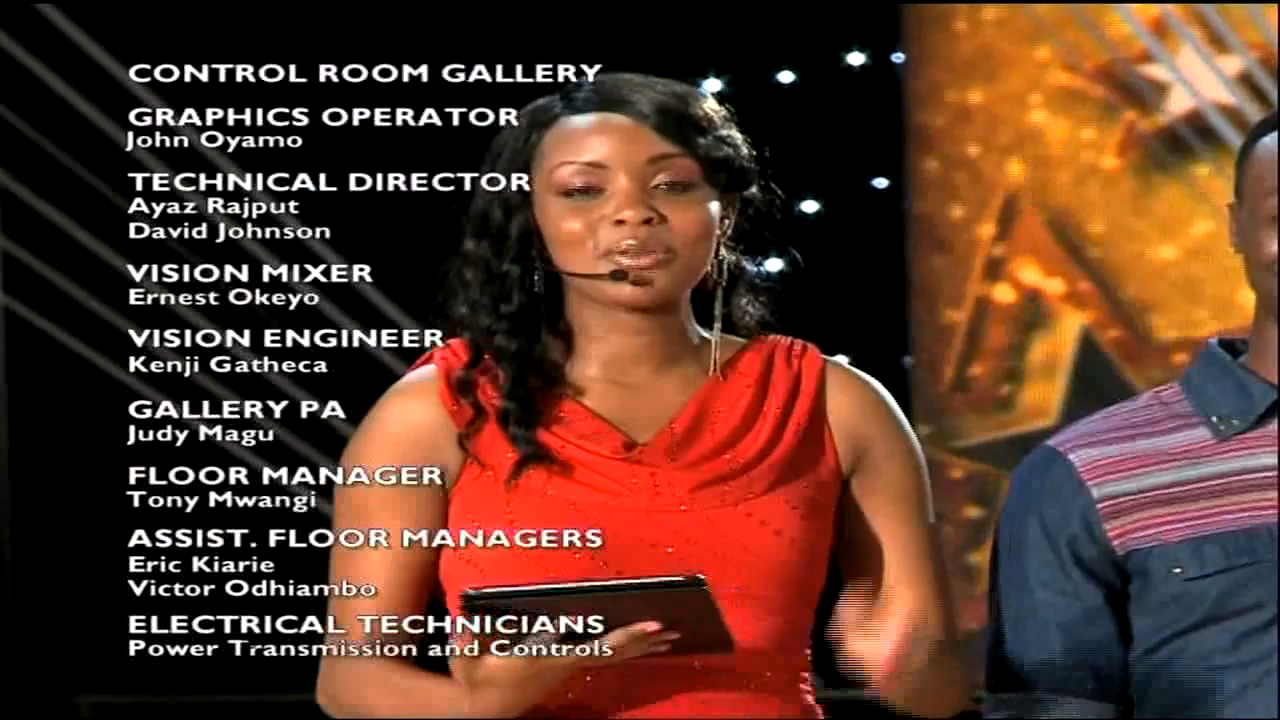 CONTROL ROOM GALLERY
GRAPHICS OPERATOR
John Oyamo
TECHNICAL DIRECTOR
Ayaz Rajput
David Johnson
VISION MIXER
Ernest Okeyo
VISION ENGINEER
Kenji Gatheca
GALLERY PA
Judy Magu
FLOOR MANAGER
Tony Mwangi
ASSIST. FLOOR MANAGERS
Eric Kiarie
Victor Odhiambo
ELECTRICAL TECHNICIANS
Power Transmission and Controls